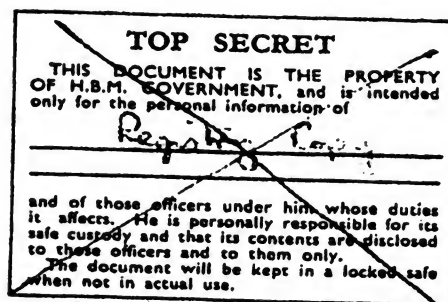 TOP SECRET
THIS DOCUMENT IS THE PROPERTY
OF H.B.M. GOVERNMENT, and is intended
only for the personal information of
Registry Copy
and of those officers under him whose duties
it affects. He is personally responsible for its
safe custody and that its contents are disclosed
to those officers and to them only.
The document will be kept in a locked safe
when not in actual use.